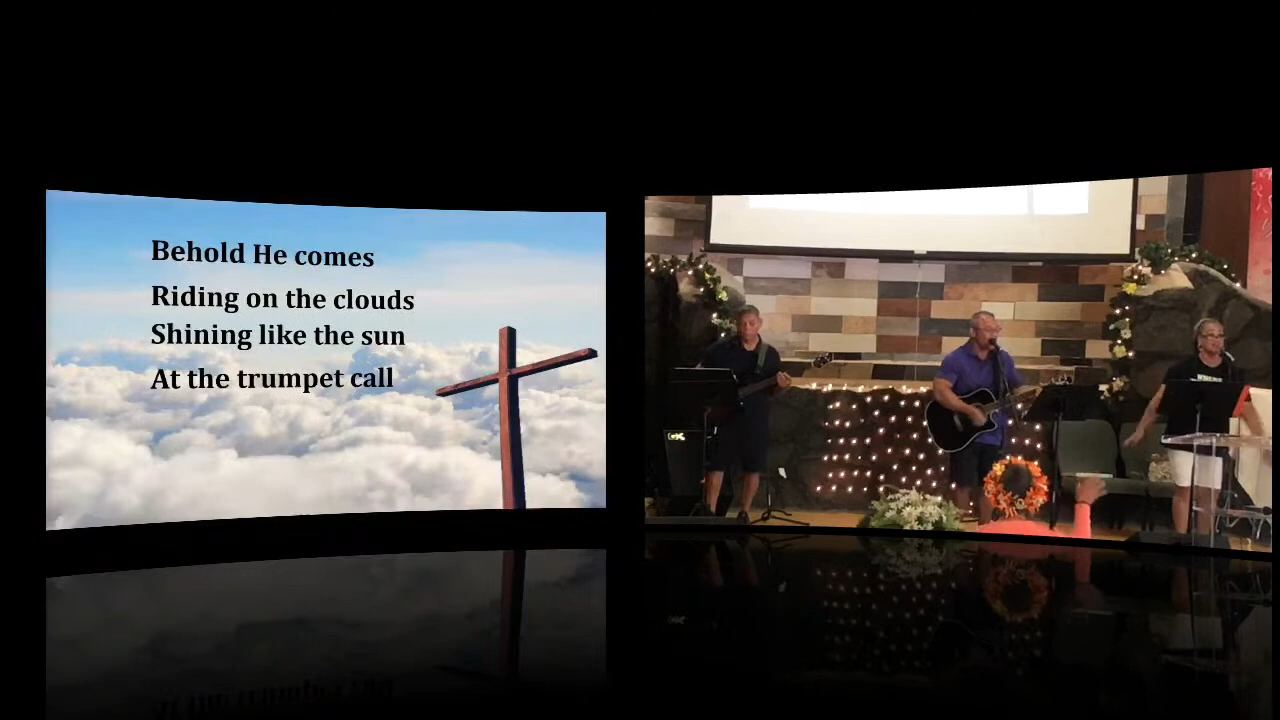 Behold He comes
Riding on the clouds
Shining like the sun
At the trumpet call